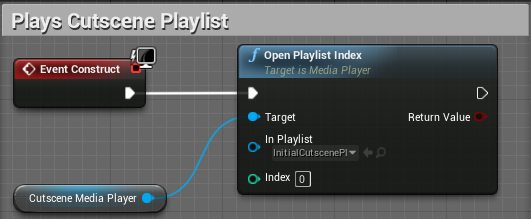 Plays Cutscene Playlist
Event Construct
f Open Playlist Index
Target is Media Player
Target
Return Value
In Playlist
InitialCutscenePl
Index 0
Cutscene Media Player